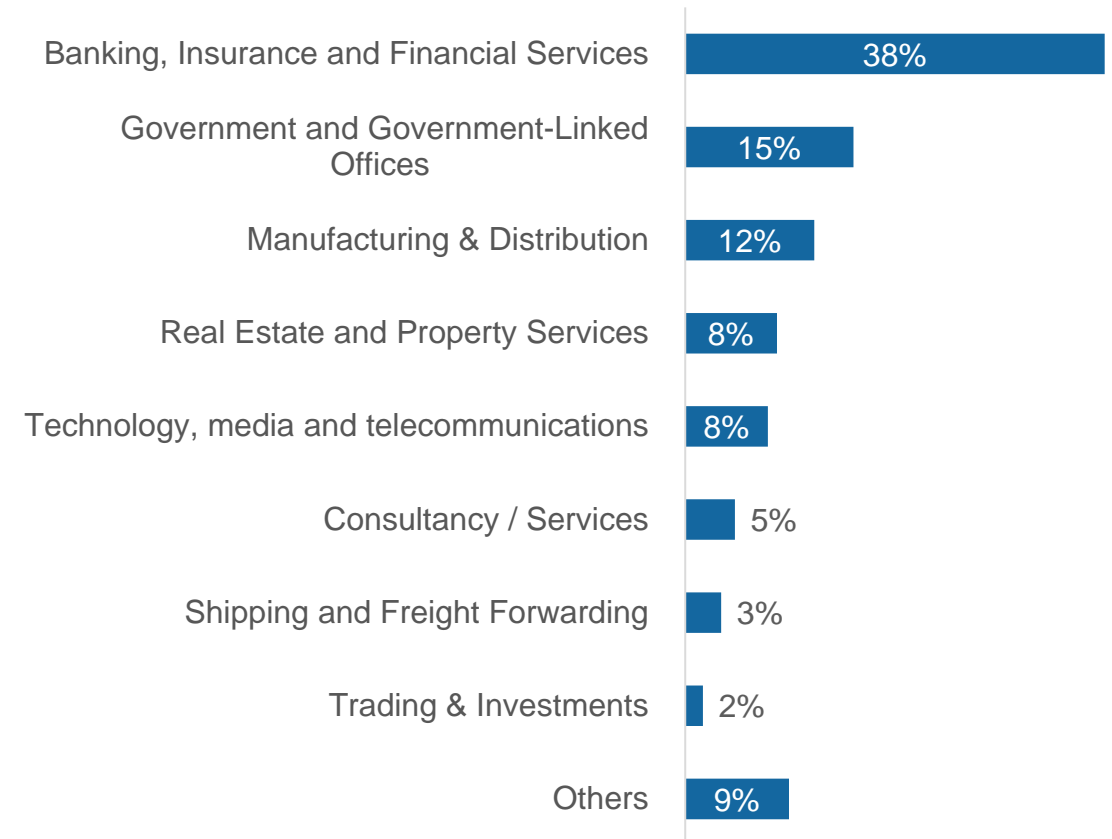 Banking, Insurance and Financial Services 38%
Government and Government-Linked
Offices 15%
Manufacturing & Distribution 12%
Real Estate and Property Services 8%
Technology, media and telecommunications 8%
Consultancy / Services 5%
Shipping and Freight Forwarding 3%
Trading & Investments 2%
Others 9%